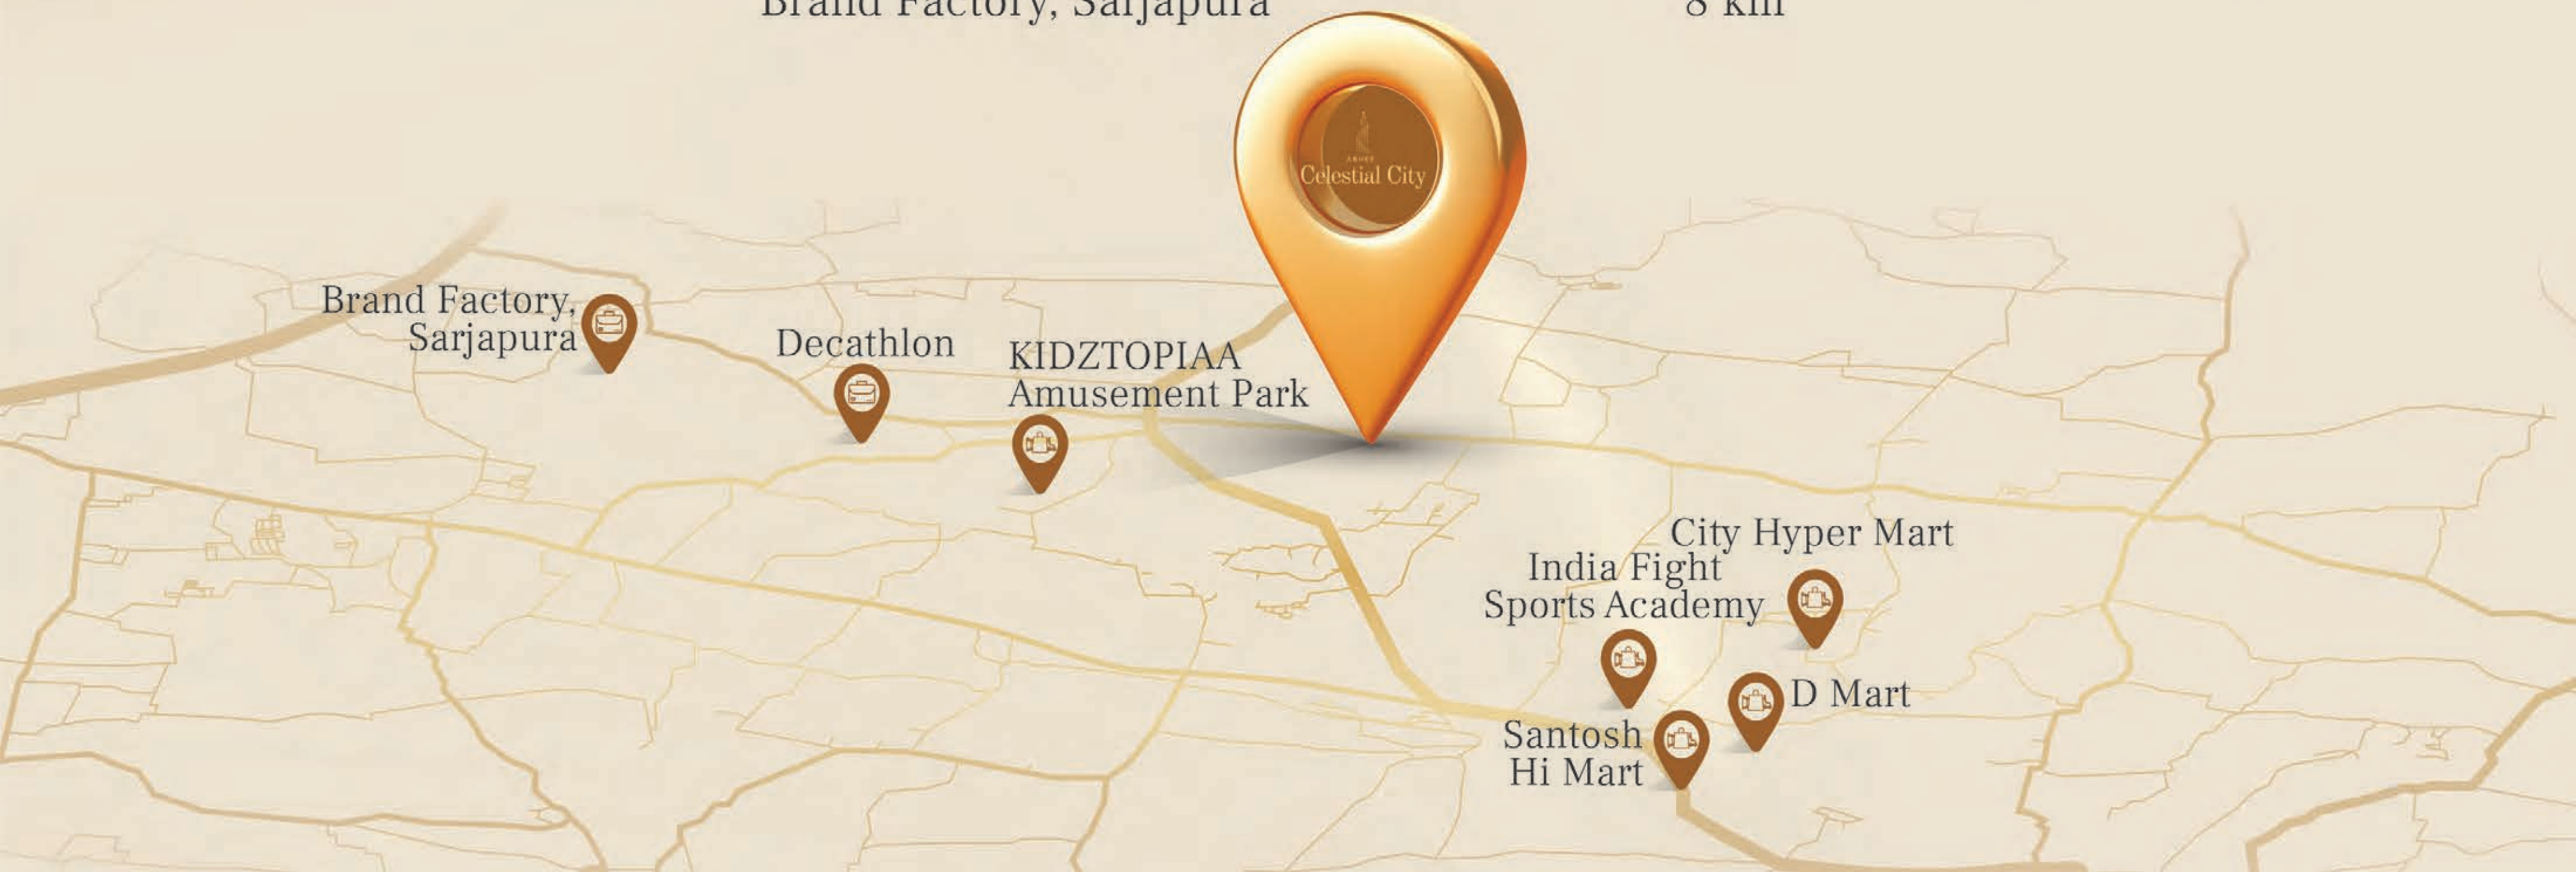 Brand Factory, Sarjapura 8 km
Celestial City
Brand Factory,
Sarjapura
Decathlon
KIDZTOPIAA
Amusement Park
City Hyper Mart
India Fight
Sports Academy
D Mart
Santosh
Hi Mart